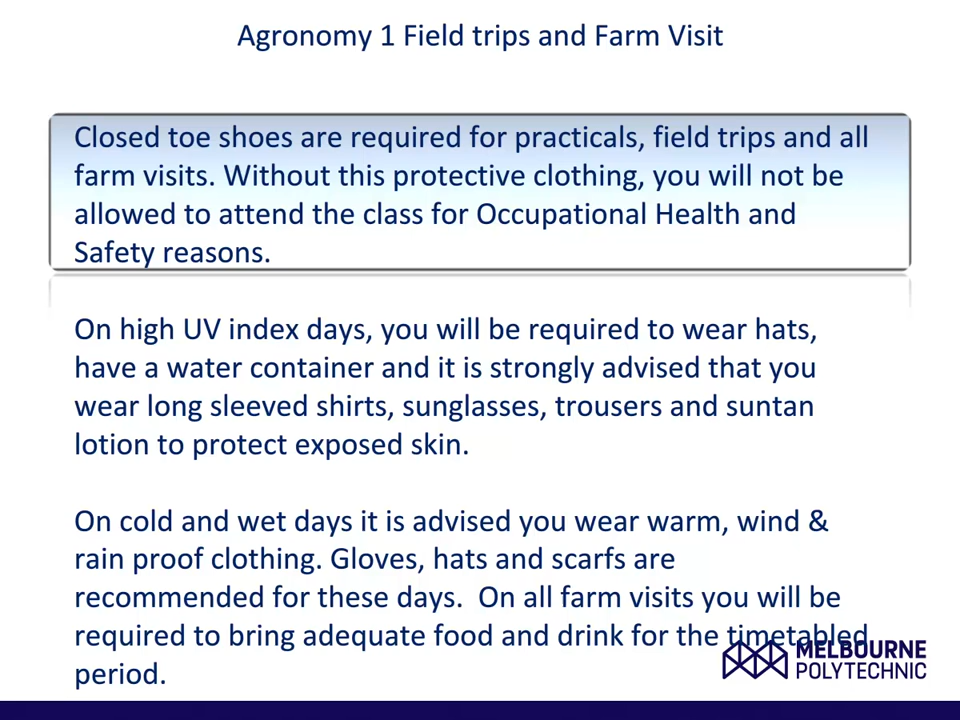 Agronomy 1 Field trips and Farm Visit
Closed toe shoes are required for practicals, field trips and all
farm visits. Without this protective clothing, you will not be
allowed to attend the class for Occupational Health and
Safety reasons.
On high UV index days, you will be required to wear hats,
have a water container and it is strongly advised that you
wear long sleeved shirts, sunglasses, trousers and suntan
lotion to protect exposed skin.
On cold and wet days it is advised you wear warm, wind &
rain proof clothing. Gloves, hats and scarfs are
recommended for these days.  On all farm visits you will be
required to bring adequate food and drink for the timetabled
period.
MELBOURNE
POLYTECHNIC